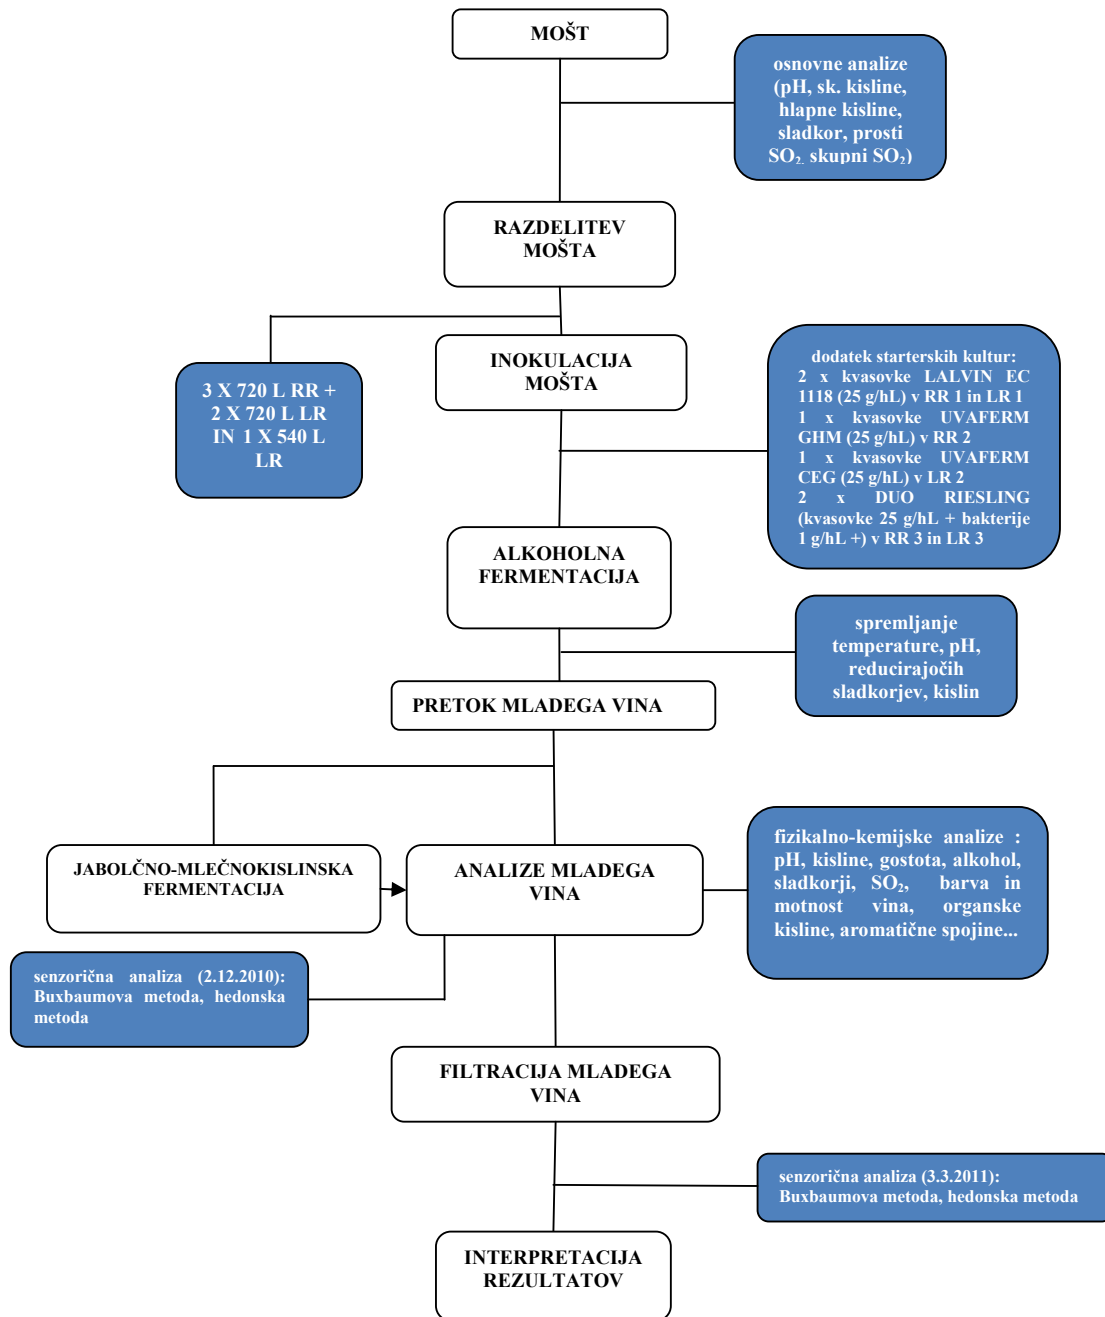 MOŠT
osnovne analize
(pH, sk. kisline,
hlapne kisline,
sladkor, prosti
SO₂, skupni SO₂)
RAZDELITEV
MOŠTA
INOKULACIJA
MOŠTA
3 X 720 L RR +
2 X 720 L LR
IN 1 X 540 L
LR
dodatek starterskih kultur:
2 x kvasovke LALVIN EC
1118 (25 g/hL) v RR 1 in LR 1
1 x kvasovke UVAFERM
GHM (25 g/hL) v RR 2
1 x kvasovke UVAFERM
CEG (25 g/hL) v LR 2
2 x DUO RIESLING
(kvasovke 25 g/hL + bakterije
1 g/hL +) v RR 3 in LR 3
ALKOHOLNA
FERMENTACIJA
spremljanje
temperature, pH,
reducirajočih
sladkorjev, kislin
PRETOK MLADEGA VINA
JABOLČNO-MLEČNOKISLINSKA
FERMENTACIJA
ANALIZE MLADEGA
VINA
fizikalno-kemijske analize :
pH, kisline, gostota, alkohol,
sladkorji, SO₂, barva in
motnost vina, organske
kisline, aromatične spojine...
senzorična analiza (2.12.2010):
Buxbaumova metoda, hedonska
metoda
FILTRACIJA MLADEGA
VINA
senzorična analiza (3.3.2011):
Buxbaumova metoda, hedonska metoda
INTERPRETACIJA
REZULTATOV